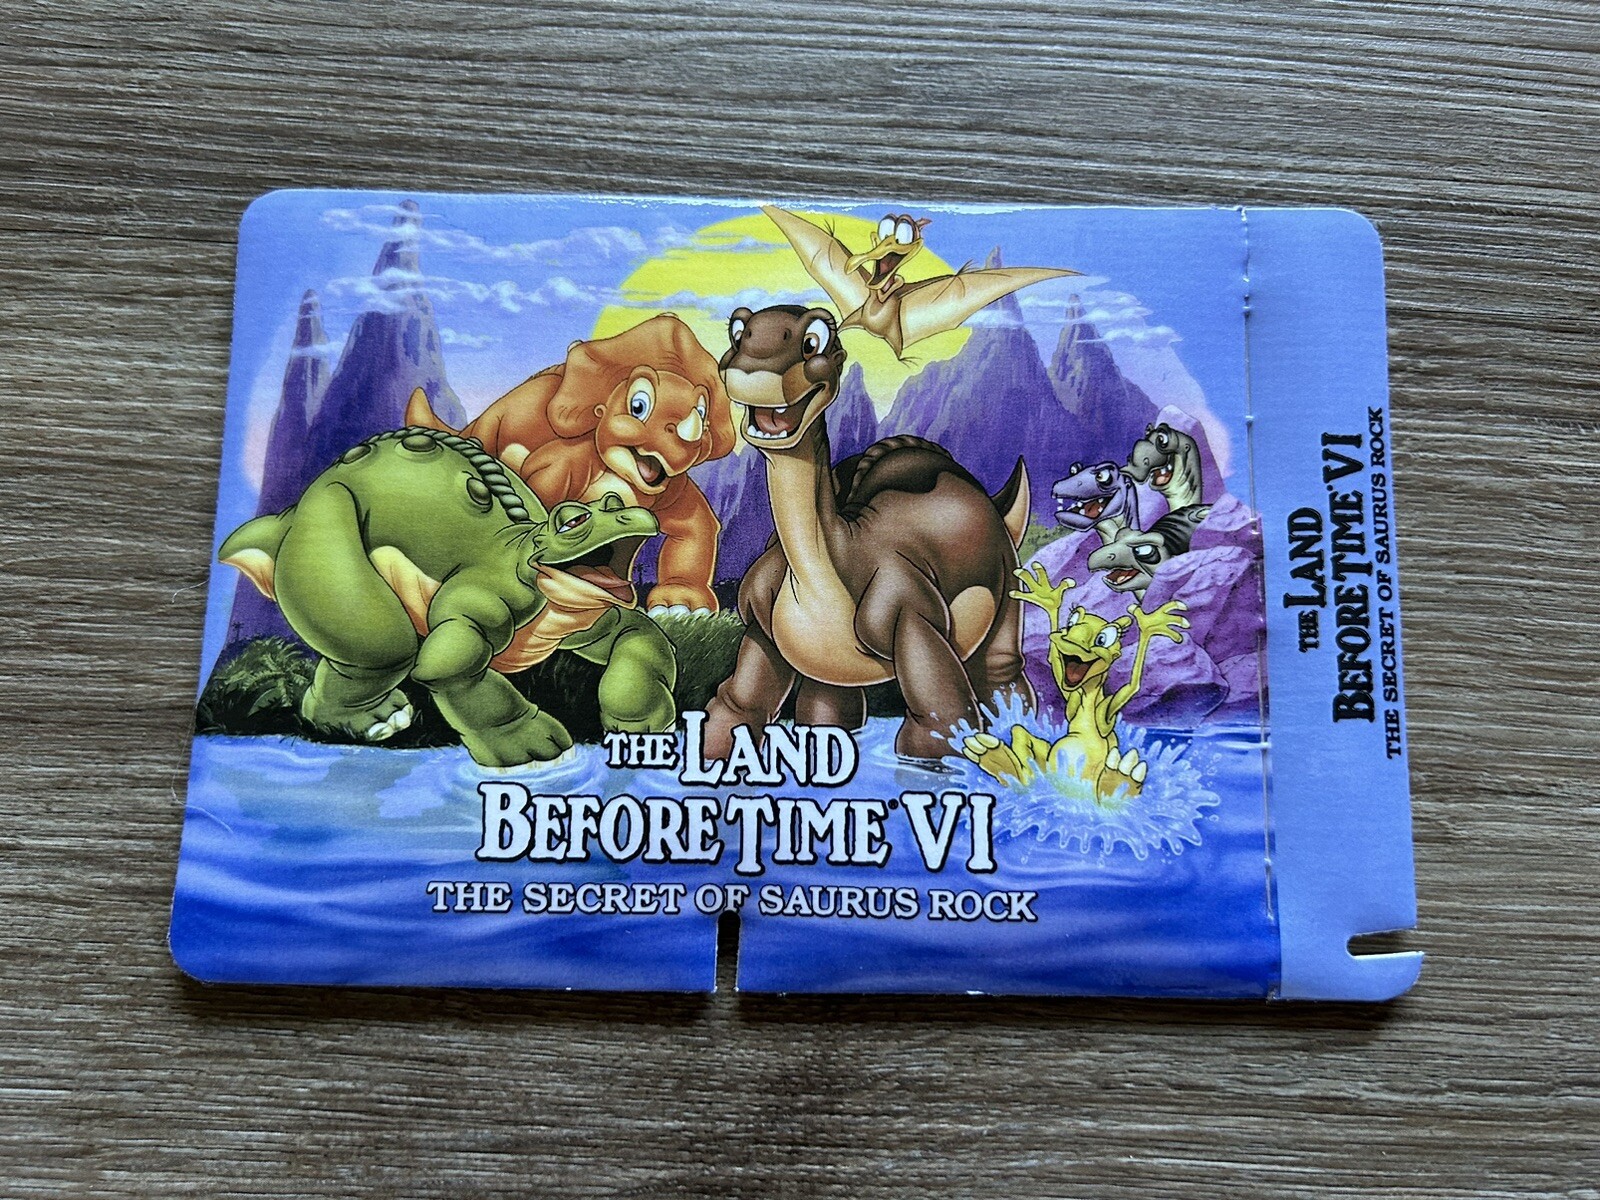 THE LAND
BEFORE TIME® VI
THE SECRET OF SAURUS ROCK
THE LAND
BEFORE TIME® VI
THE SECRET OF SAURUS ROCK